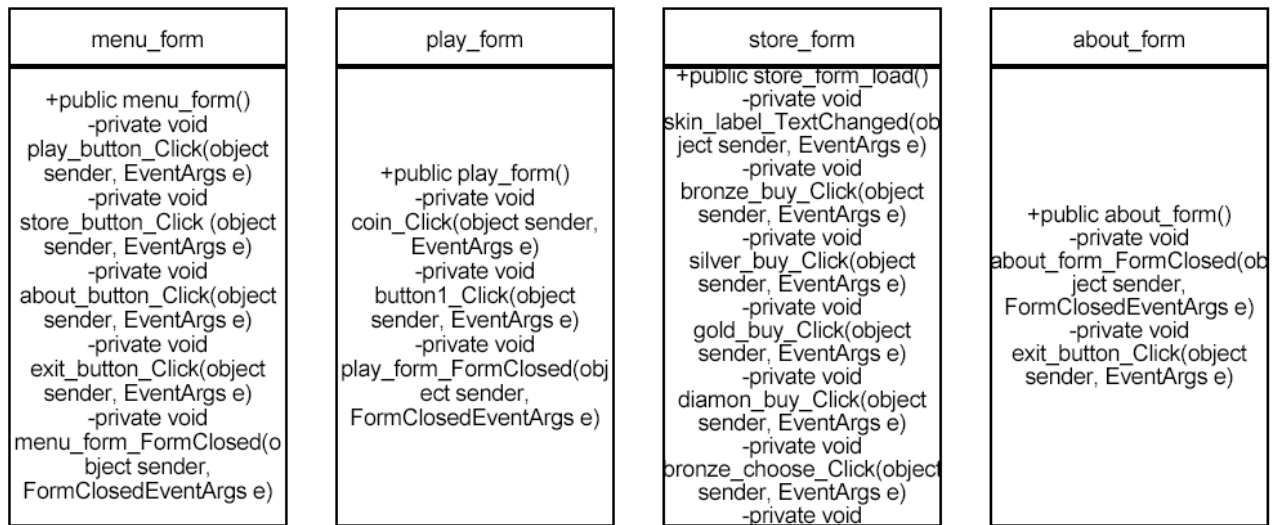 menu_form
+public menu_form()
-private void
play_button_Click(object
sender, EventArgs e)
-private void
store_button_Click (object
sender, EventArgs e)
-private void
about_button_Click(object
sender, EventArgs e)
-private void
exit_button_Click(object
sender, EventArgs e)
-private void
menu_form_FormClosed(o
bject sender,
FormClosedEventArgs e)
play_form
+public play_form()
-private void
coin_Click(object sender,
EventArgs e)
-private void
button1_Click(object
sender, EventArgs e)
-private void
play_form_FormClosed(obj
ect sender,
FormClosedEventArgs e)
store_form
+public store_form_load()
-private void
skin_label_TextChanged(ob
ject sender, EventArgs e)
-private void
bronze_buy_Click(object
sender, EventArgs e)
-private void
silver_buy_Click(object
sender, EventArgs e)
-private void
gold_buy_Click(object
sender, EventArgs e)
-private void
diamon_buy_Click(object
sender, EventArgs e)
-private void
bronze_choose_Click(object
sender, EventArgs e)
-private void
about_form
+public about_form()
-private void
about_form_FormClosed(ob
ject sender,
FormClosedEventArgs e)
-private void
exit_button_Click(object
sender, EventArgs e)